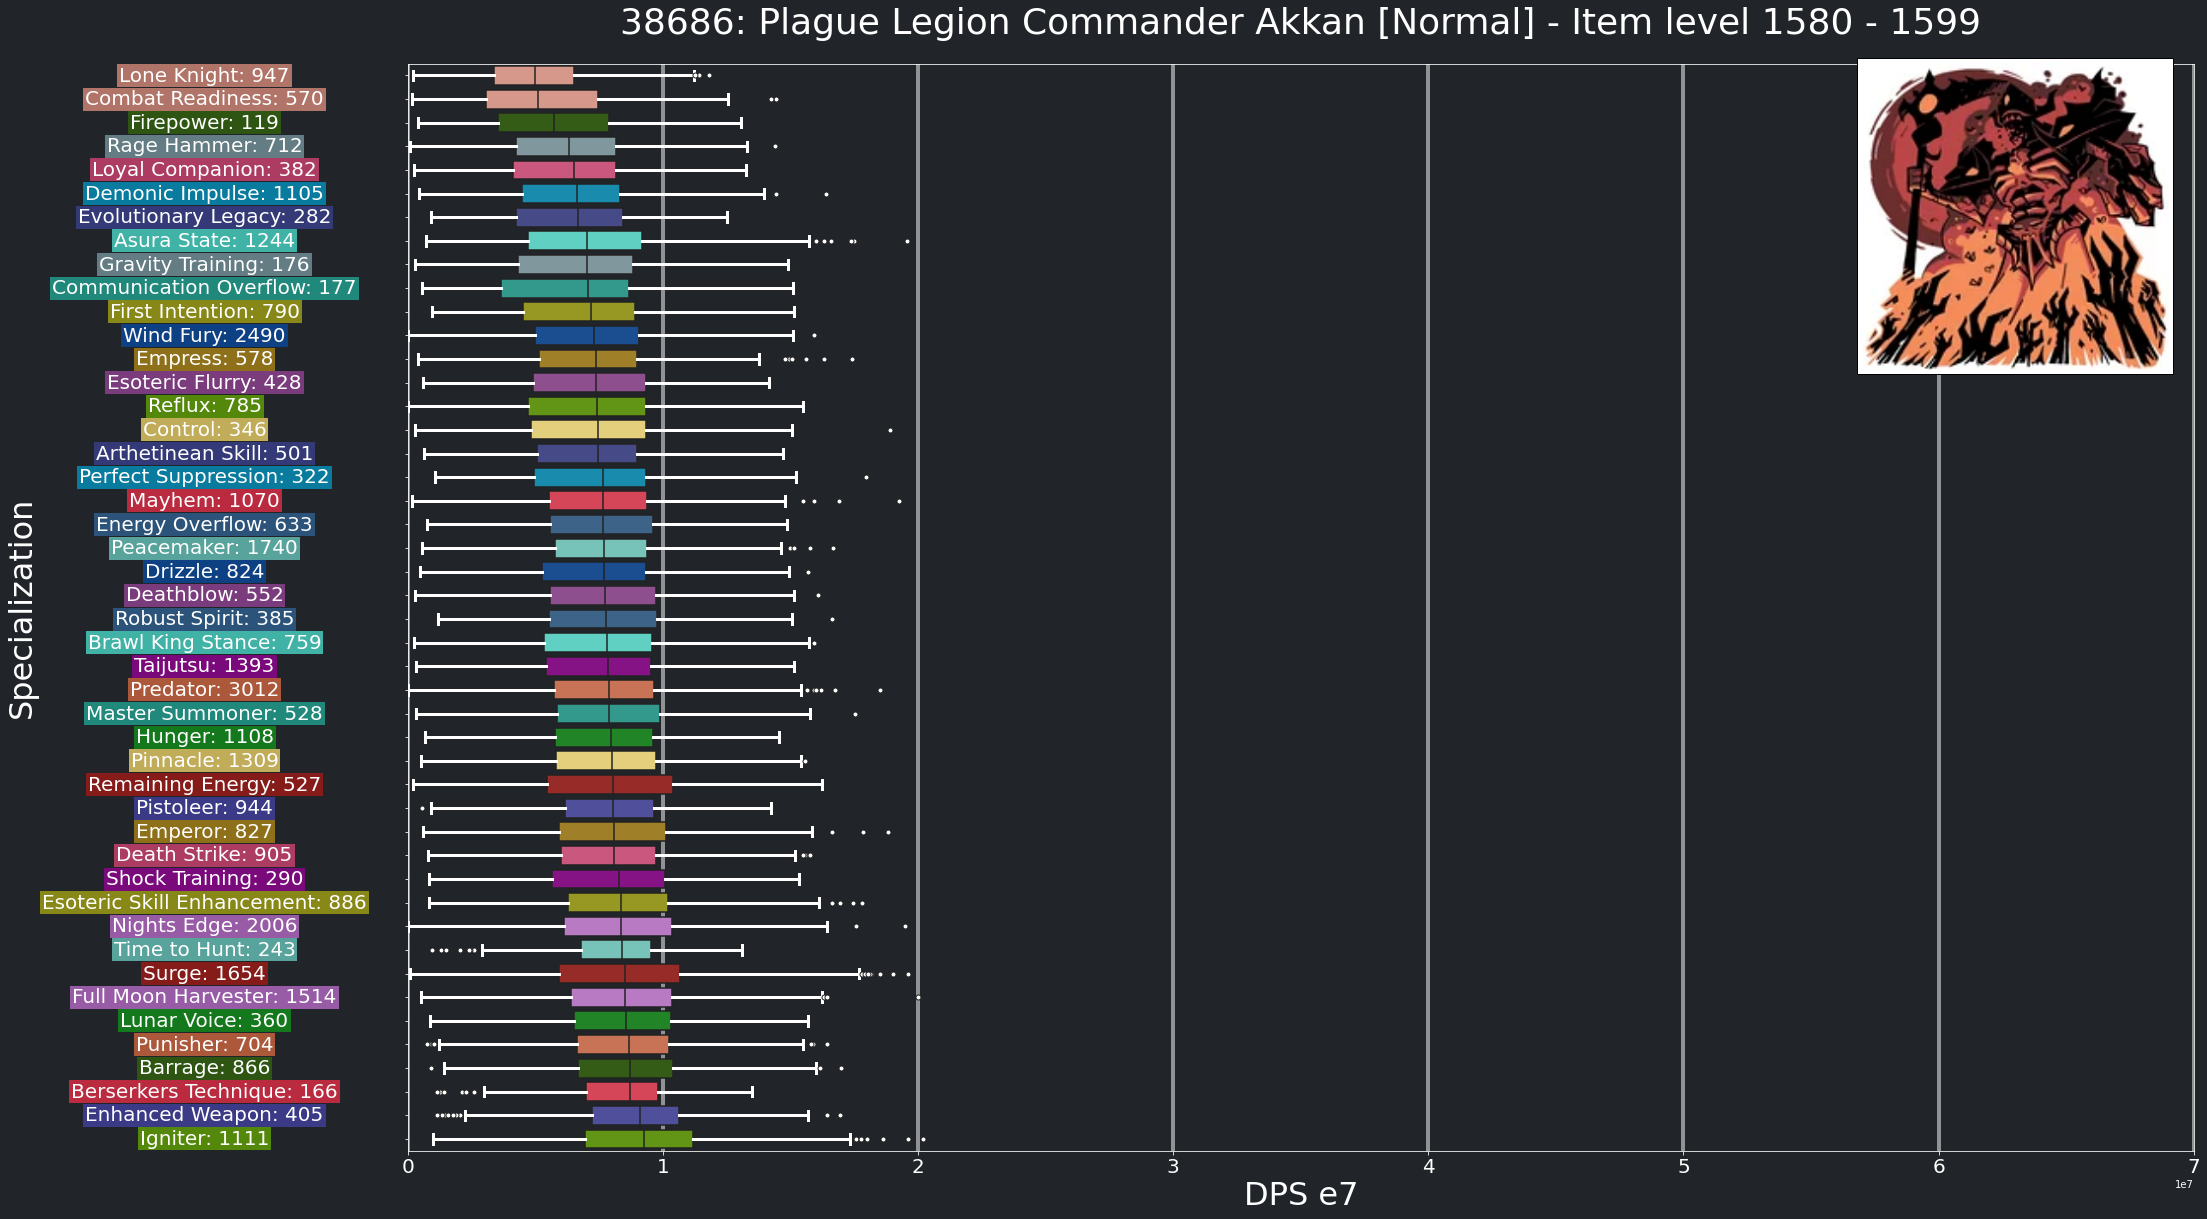 38686: Plague Legion Commander Akkan [Normal] - Item level 1580 - 1599
Lone Knight: 947
Combat Readiness: 570
Firepower: 119
Rage Hammer: 712
Loyal Companion: 382
Demonic Impulse: 1105
Evolutionary Legacy: 282
Asura State: 1244
Gravity Training: 176
Communication Overflow: 177
First Intention: 790
Wind Fury: 2490
Empress: 578
Esoteric Flurry: 428
Reflux: 785
Control: 346
Arthetinean Skill: 501
Perfect Suppression: 322
Mayhem: 1070
Energy Overflow: 633
Peacemaker: 1740
Drizzle: 824
Deathblow: 552
Robust Spirit: 385
Brawl King Stance: 759
Taijutsu: 1393
Predator: 3012
Master Summoner: 528
Hunger: 1108
Pinnacle: 1309
Remaining Energy: 527
Pistoleer: 944
Emperor: 827
Death Strike: 905
Shock Training: 290
Esoteric Skill Enhancement: 886
Nights Edge: 2006
Time to Hunt: 243
Surge: 1654
Full Moon Harvester: 1514
Lunar Voice: 360
Punisher: 704
Barrage: 866
Berserkers Technique: 166
Enhanced Weapon: 405
Igniter: 1111
Specialization
0 1 2 3 4 5 6 7
1e7
DPS e7